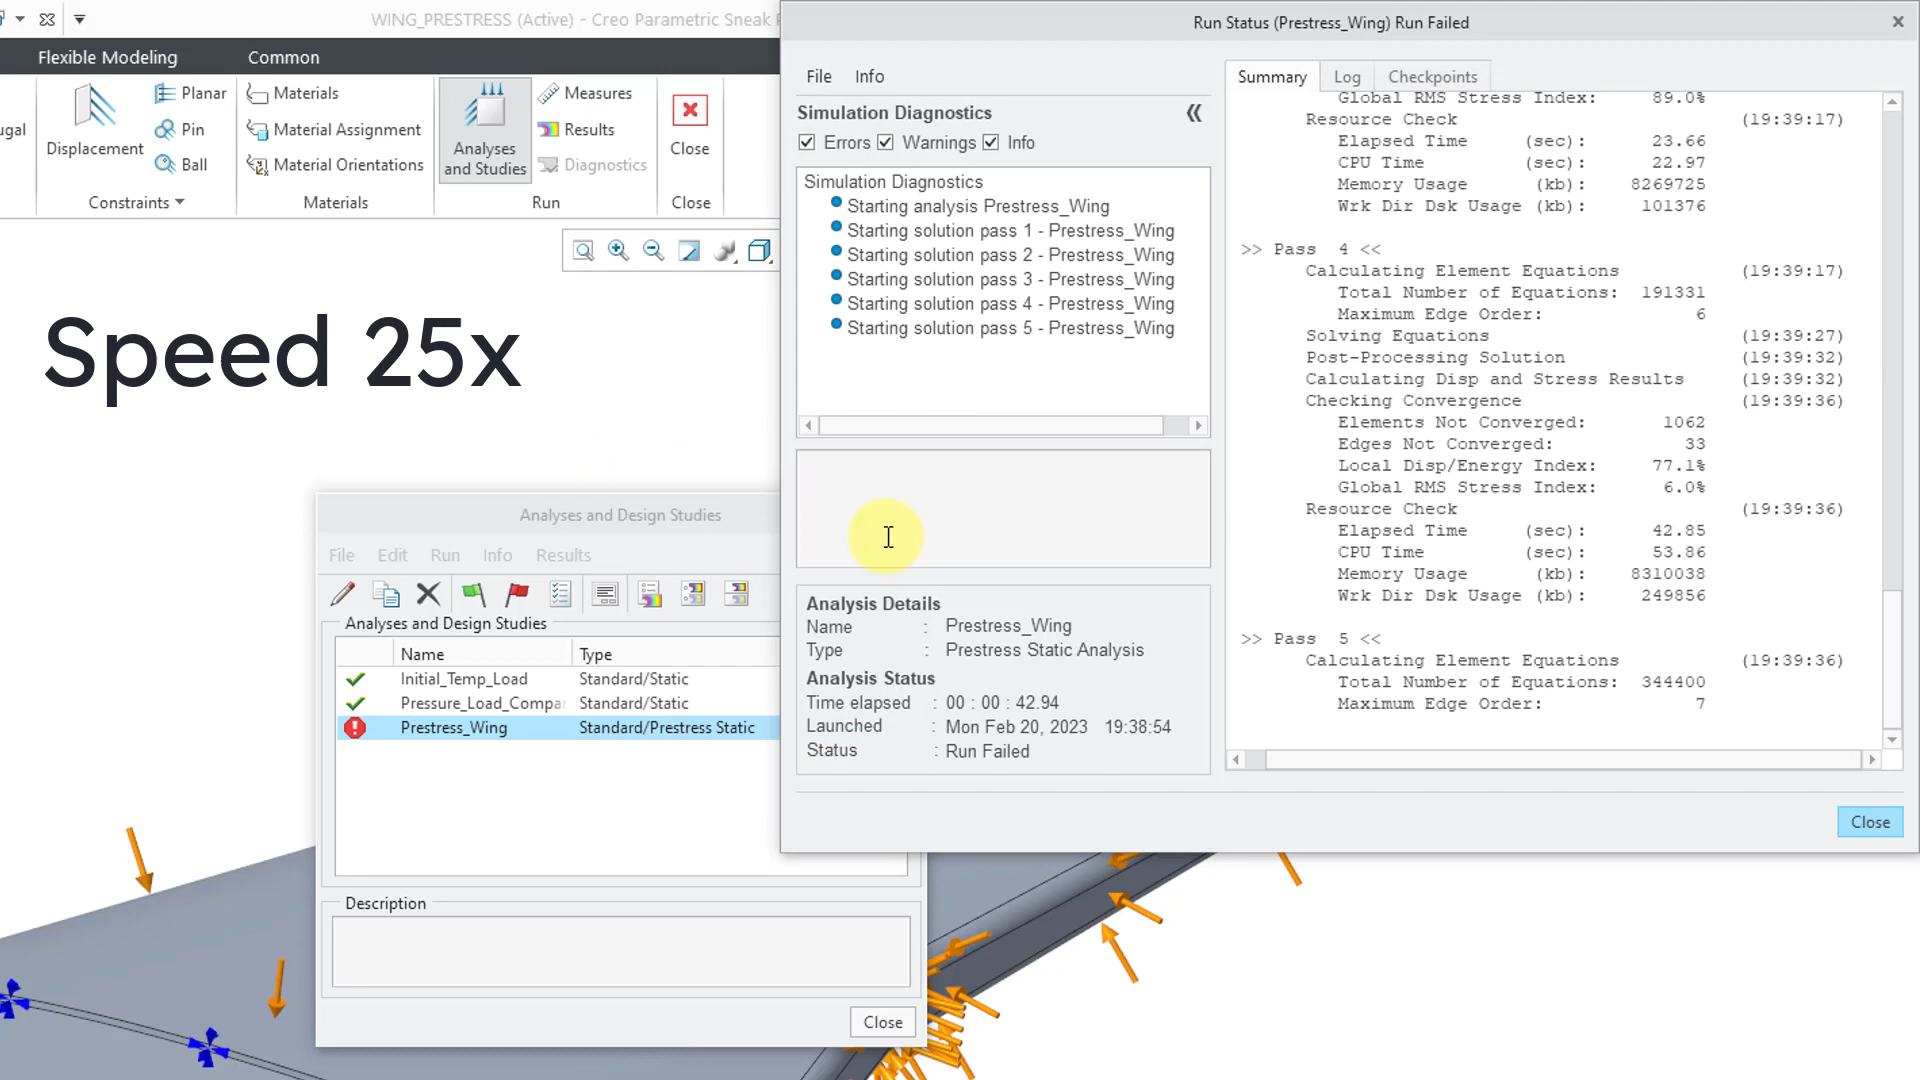 WING_PRESTRESS (Active) - Creo Parametric Sneak
Run Status (Prestress_Wing) Run Failed
Flexible Modeling
Common
Displacement
Planar
Pin
Ball
Constraints
Materials
Material Assignment
Material Orientations
Materials
Analyses
and Studies
Measures
Results
Diagnostics
Run
Close
Close
Speed 25x
File Info
Simulation Diagnostics
Errors Warnings Info
Simulation Diagnostics
Starting analysis Prestress_Wing
Starting solution pass 1 - Prestress_Wing
Starting solution pass 2 - Prestress_Wing
Starting solution pass 3 - Prestress_Wing
Starting solution pass 4 - Prestress_Wing
Starting solution pass 5 - Prestress_Wing
Analysis Details
Name : Prestress_Wing
Type : Prestress Static Analysis
Analysis Status
Time elapsed : 00 : 00 : 42.94
Launched : Mon Feb 20, 2023 19:38:54
Status : Run Failed
Summary Log Checkpoints
Global RMS Stress Index: 89.0%
Resource Check (19:39:17)
Elapsed Time (sec): 23.66
CPU Time (sec): 22.97
Memory Usage (kb): 8269725
Wrk Dir Dsk Usage (kb): 101376
>> Pass 4 <<
Calculating Element Equations (19:39:17)
Total Number of Equations: 191331
Maximum Edge Order: 6
Solving Equations (19:39:27)
Post-Processing Solution (19:39:32)
Calculating Disp and Stress Results (19:39:32)
Checking Convergence (19:39:36)
Elements Not Converged: 1062
Edges Not Converged: 33
Local Disp/Energy Index: 77.1%
Global RMS Stress Index: 6.0%
Resource Check (19:39:36)
Elapsed Time (sec): 42.85
CPU Time (sec): 53.86
Memory Usage (kb): 8310038
Wrk Dir Dsk Usage (kb): 249856
>> Pass 5 <<
Calculating Element Equations (19:39:36)
Total Number of Equations: 344400
Maximum Edge Order: 7
Close
Analyses and Design Studies
File Edit Run Info Results
Analyses and Design Studies
Name Type
Initial_Temp_Load Standard/Static
Pressure_Load_Compa Standard/Static
Prestress_Wing Standard/Prestress Static
Description
Close